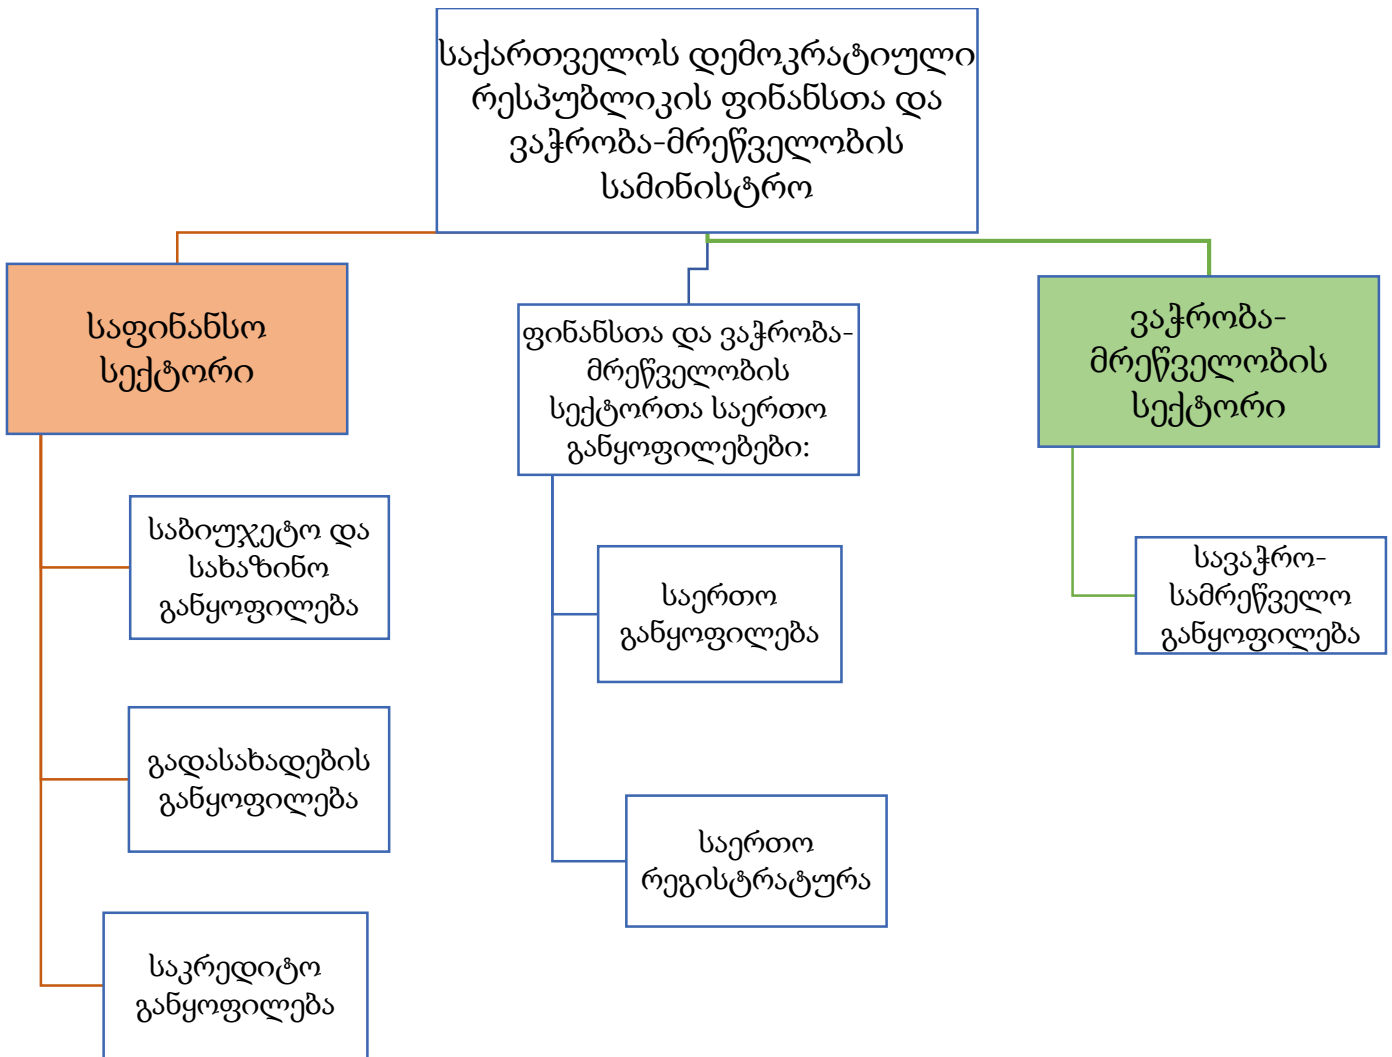 საქართველოს დემოკრატიული
რესპუბლიკის ფინანსთა და
ვაჭრობა-მრეწველობის
სამინისტრო
საფინანსო
სექტორი
საბიუჯეტო და
სახაზინო
განყოფილება
გადასახადების
განყოფილება
საკრედიტო
განყოფილება
ფინანსთა და ვაჭრობა-
მრეწველობის
სექტორთა საერთო
განყოფილებები:
საერთო
განყოფილება
საერთო
რეგისტრატურა
ვაჭრობა-
მრეწველობის
სექტორი
სავაჭრო-
სამრეწველო
განყოფილება